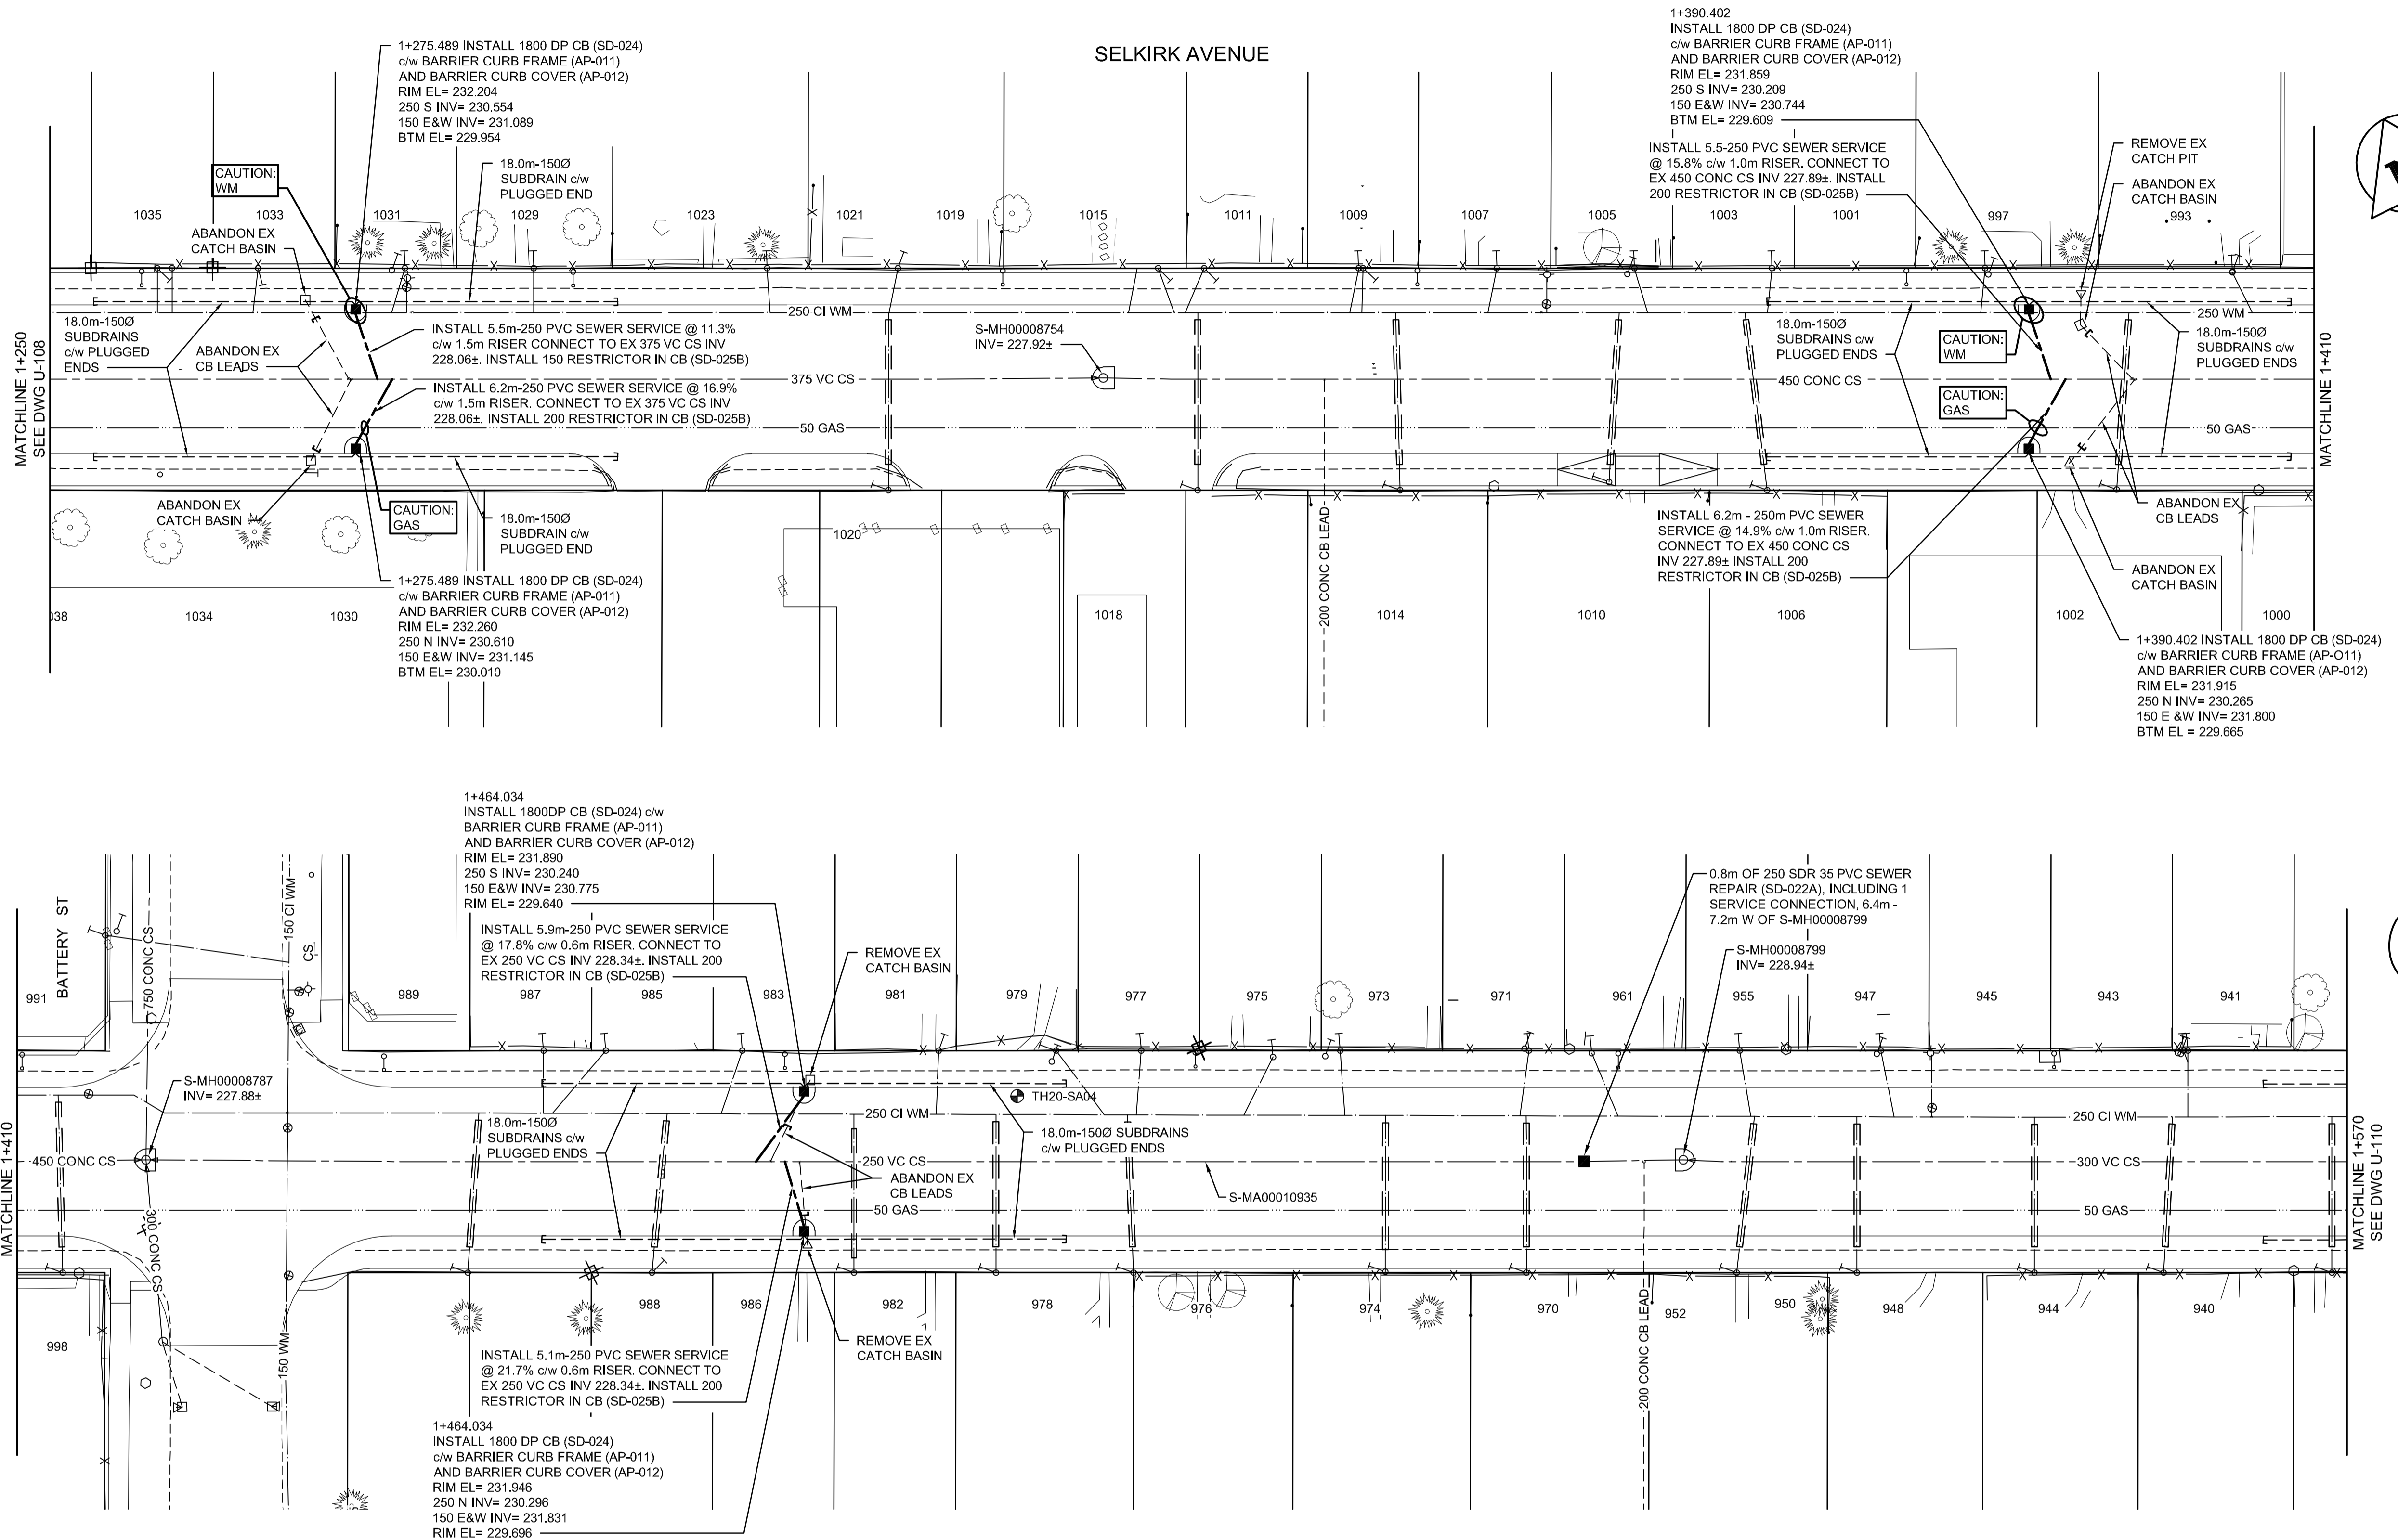 SELKIRK AVENUE
1+275.489 INSTALL 1800 DP CB (SD-024)
c/w BARRIER CURB FRAME (AP-011)
AND BARRIER CURB COVER (AP-012)
RIM EL= 232.204
250 S INV= 230.554
150 E&W INV= 231.089
BTM EL= 229.954
1+390.402
INSTALL 1800 DP CB (SD-024)
c/w BARRIER CURB FRAME (AP-011)
AND BARRIER CURB COVER (AP-012)
RIM EL= 231.859
250 S INV= 230.209
150 E&W INV= 230.744
BTM EL= 229.609
INSTALL 5.5-250 PVC SEWER SERVICE
@ 15.8% c/w 1.0m RISER. CONNECT TO
EX 450 CONC CS INV 227.89±. INSTALL
200 RESTRICTOR IN CB (SD-025B)
REMOVE EX
CATCH PIT
ABANDON EX
CATCH BASIN
CAUTION:
WM
18.0m-150Ø
SUBDRAIN c/w
PLUGGED END
1035
1033
1031
1029
1023
1021
1019
1015
1011
1009
1007
1005
1003
1001
997
993
ABANDON EX
CATCH BASIN
MATCHLINE 1+250
SEE DWG U-108
18.0m-150Ø
SUBDRAINS
c/w PLUGGED
ENDS
ABANDON EX
CB LEADS
INSTALL 5.5m-250 PVC SEWER SERVICE @ 11.3%
c/w 1.5m RISER CONNECT TO EX 375 VC CS INV
228.06±. INSTALL 150 RESTRICTOR IN CB (SD-025B)
INSTALL 6.2m-250 PVC SEWER SERVICE @ 16.9%
c/w 1.5m RISER. CONNECT TO EX 375 VC CS INV
228.06±. INSTALL 200 RESTRICTOR IN CB (SD-025B)
250 CI WM
375 VC CS
50 GAS
S-MH00008754
INV= 227.92±
18.0m-150Ø
SUBDRAINS c/w
PLUGGED ENDS
CAUTION:
WM
450 CONC CS
CAUTION:
GAS
250 WM
18.0m-150Ø
SUBDRAINS c/w
PLUGGED ENDS
50 GAS
MATCHLINE 1+410
ABANDON EX
CATCH BASIN
CAUTION:
GAS
18.0m-150Ø
SUBDRAIN c/w
PLUGGED END
1+275.489 INSTALL 1800 DP CB (SD-024)
c/w BARRIER CURB FRAME (AP-011)
AND BARRIER CURB COVER (AP-012)
RIM EL= 232.260
250 N INV= 230.610
150 E&W INV= 231.145
BTM EL= 230.010
INSTALL 6.2m - 250m PVC SEWER
SERVICE @ 14.9% c/w 1.0m RISER.
CONNECT TO EX 450 CONC CS
INV 227.89± INSTALL 200
RESTRICTOR IN CB (SD-025B)
ABANDON EX
CB LEADS
ABANDON EX
CATCH BASIN
200 CONC CB LEAD
038
1034
1030
1020
1018
1014
1010
1006
1002
1000
1+390.402 INSTALL 1800 DP CB (SD-024)
c/w BARRIER CURB FRAME (AP-O11)
AND BARRIER CURB COVER (AP-012)
RIM EL= 231.915
250 N INV= 230.265
150 E &W INV= 231.800
BTM EL = 229.665
1+464.034
INSTALL 1800DP CB (SD-024) c/w
BARRIER CURB FRAME (AP-011)
AND BARRIER CURB COVER (AP-012)
RIM EL= 231.890
250 S INV= 230.240
150 E&W INV= 230.775
RIM EL= 229.640
INSTALL 5.9m-250 PVC SEWER SERVICE
@ 17.8% c/w 0.6m RISER. CONNECT TO
EX 250 VC CS INV 228.34±. INSTALL 200
RESTRICTOR IN CB (SD-025B)
REMOVE EX
CATCH BASIN
0.8m OF 250 SDR 35 PVC SEWER
REPAIR (SD-022A), INCLUDING 1
SERVICE CONNECTION, 6.4m -
7.2m W OF S-MH00008799
S-MH00008799
INV= 228.94±
BATTERY ST
750 CONC CS
150 CI WM
CS
991
989
987
985
983
981
979
977
975
973
971
961
955
947
945
943
941
S-MH00008787
INV= 227.88±
TH20-SA04
250 CI WM
250 CI WM
18.0m-150Ø
SUBDRAINS c/w
PLUGGED ENDS
18.0m-150Ø SUBDRAINS
c/w PLUGGED ENDS
MATCHLINE 1+410
450 CONC CS
250 VC CS
ABANDON EX
CB LEADS
S-MA00010935
300 VC CS
50 GAS
50 GAS
MATCHLINE 1+570
SEE DWG U-110
300 CONC CS
150 WM
200 CONC CB LEAD
998
988
986
982
978
976
974
970
952
950
948
944
940
REMOVE EX
CATCH BASIN
INSTALL 5.1m-250 PVC SEWER SERVICE
@ 21.7% c/w 0.6m RISER. CONNECT TO
EX 250 VC CS INV 228.34±. INSTALL 200
RESTRICTOR IN CB (SD-025B)
1+464.034
INSTALL 1800 DP CB (SD-024)
c/w BARRIER CURB FRAME (AP-011)
AND BARRIER CURB COVER (AP-012)
RIM EL= 231.946
250 N INV= 230.296
150 E&W INV= 231.831
RIM EL= 229.696